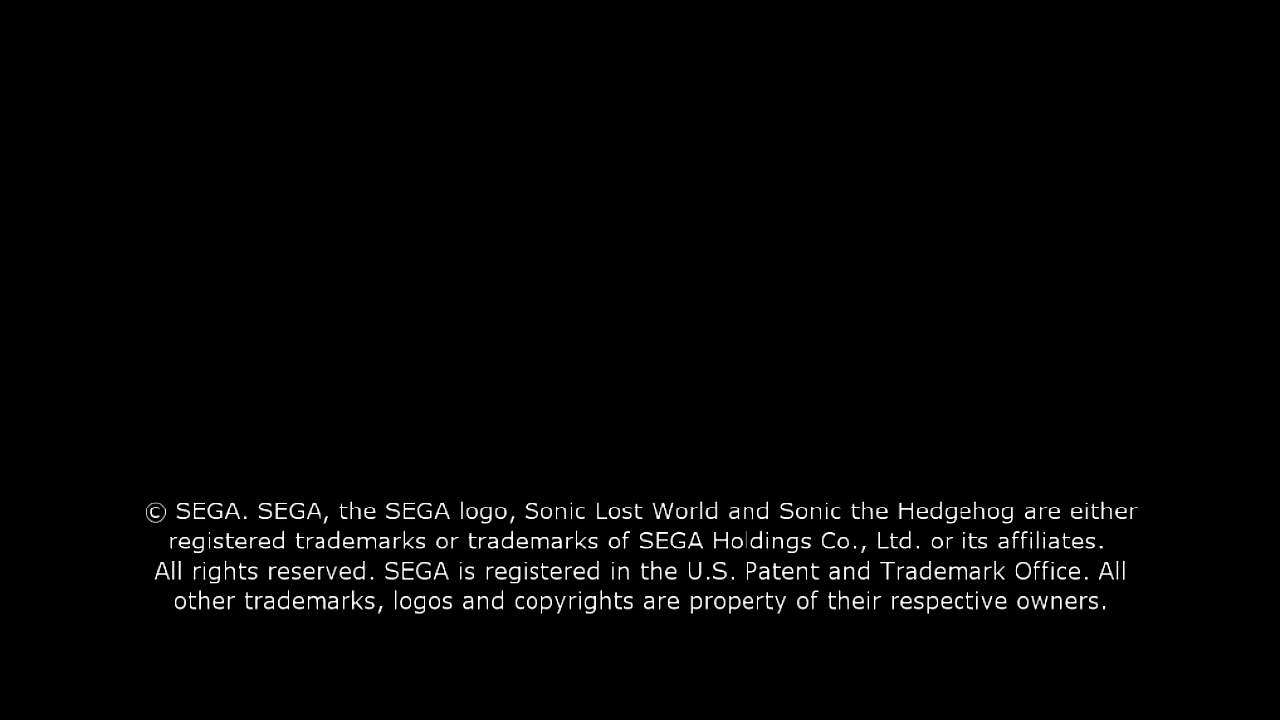 © SEGA. SEGA, the SEGA logo, Sonic Lost World and Sonic the Hedgehog are either
registered trademarks or trademarks of SEGA Holdings Co., Ltd. or its affiliates.
All rights reserved. SEGA is registered in the U.S. Patent and Trademark Office. All
other trademarks, logos and copyrights are property of their respective owners.